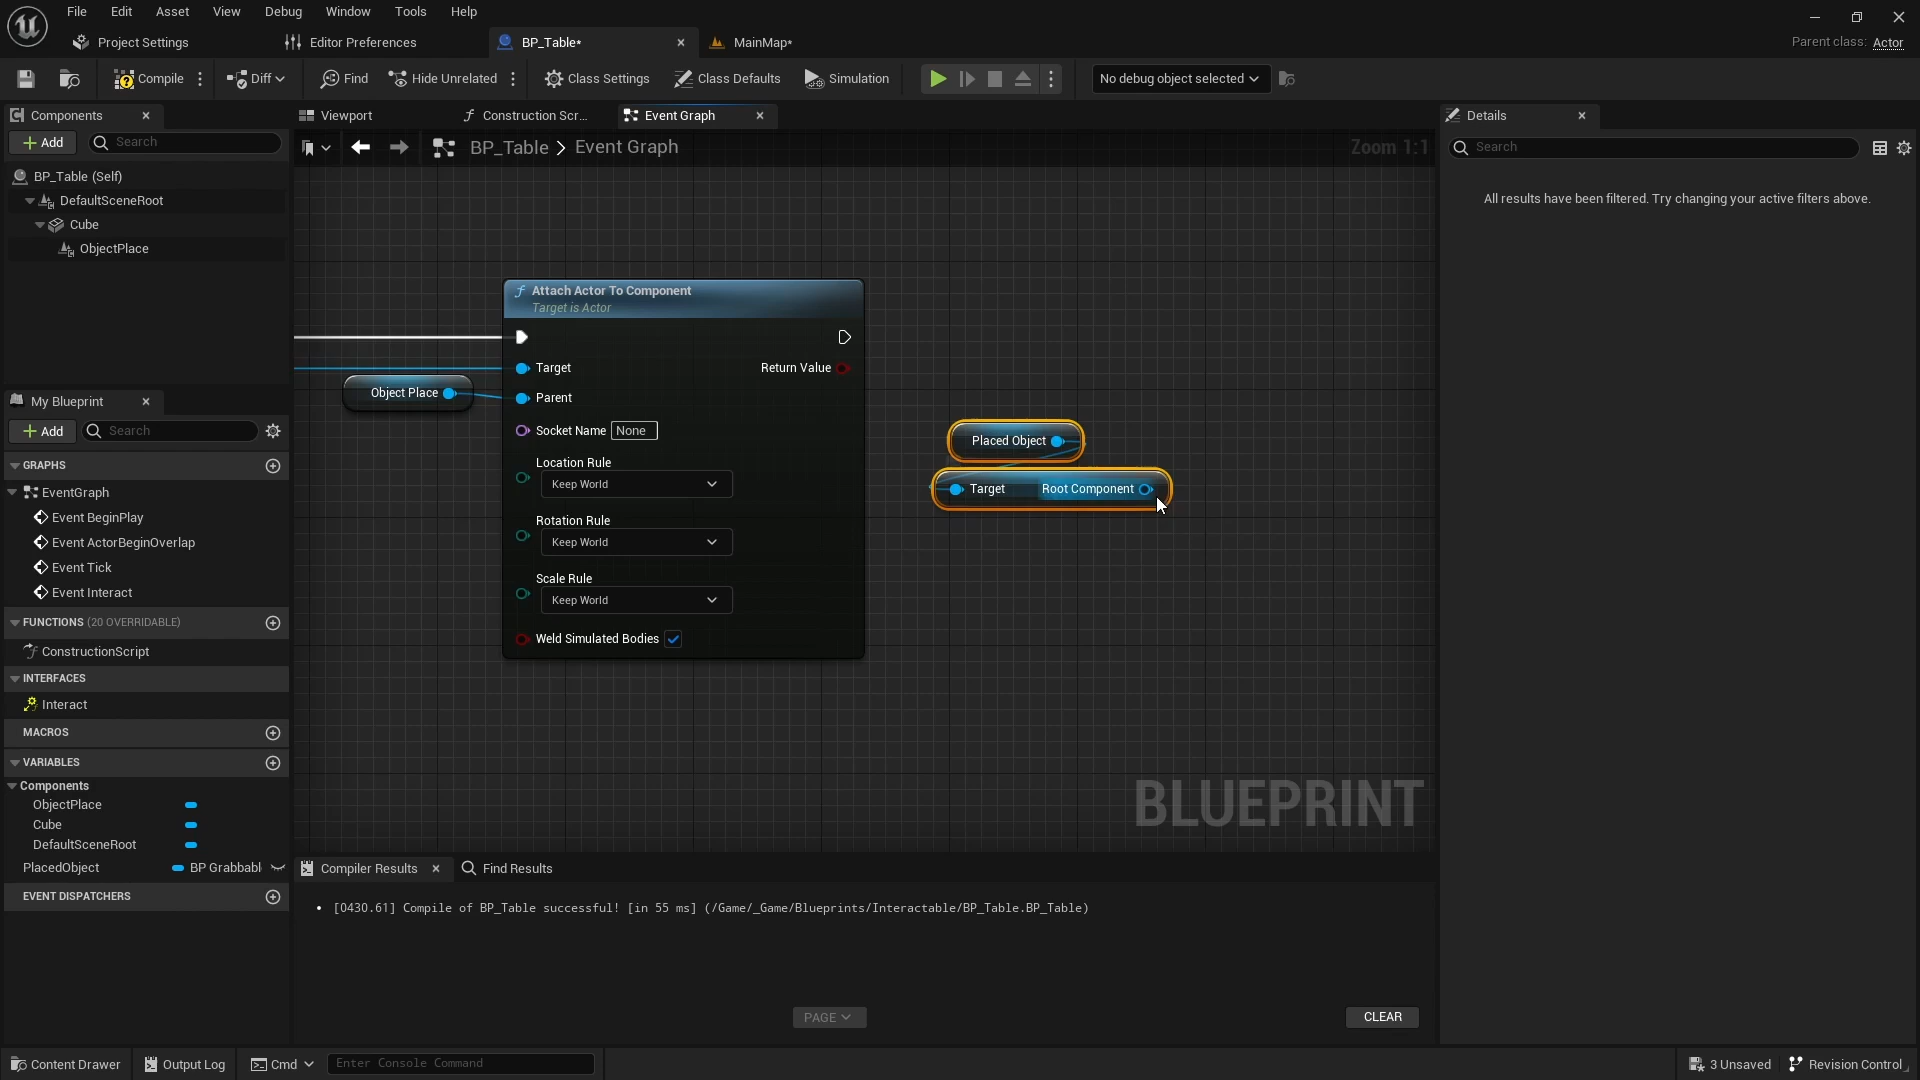 File Edit Asset View Debug Window Tools Help
Project Settings
Editor Preferences
BP_Table*
MainMap*
Parent class: Actor
Compile
Diff
Find
Hide Unrelated
Class Settings
Class Defaults
Simulation
No debug object selected
Components
Add
Search
BP_Table (Self)
DefaultSceneRoot
Cube
ObjectPlace
Viewport
Construction Scr...
Event Graph
BP_Table > Event Graph
Zoom 1:1
Attach Actor To Component
Target is Actor
Target
Return Value
Object Place
Parent
Socket Name None
Location Rule
Keep World
Rotation Rule
Keep World
Scale Rule
Keep World
Weld Simulated Bodies
Placed Object
Target Root Component
BLUEPRINT
Details
Search
All results have been filtered. Try changing your active filters above.
My Blueprint
Add
Search
GRAPHS
EventGraph
Event BeginPlay
Event ActorBeginOverlap
Event Tick
Event Interact
FUNCTIONS (20 OVERRIDABLE)
ConstructionScript
INTERFACES
Interact
MACROS
VARIABLES
Components
ObjectPlace
Cube
DefaultSceneRoot
PlacedObject BP Grabbabl
EVENT DISPATCHERS
Compiler Results
Find Results
[0430.61] Compile of BP_Table successful! [in 55 ms] (/Game/_Game/Blueprints/Interactable/BP_Table.BP_Table)
PAGE
CLEAR
Content Drawer
Output Log
Cmd
Enter Console Command
3 Unsaved
Revision Control